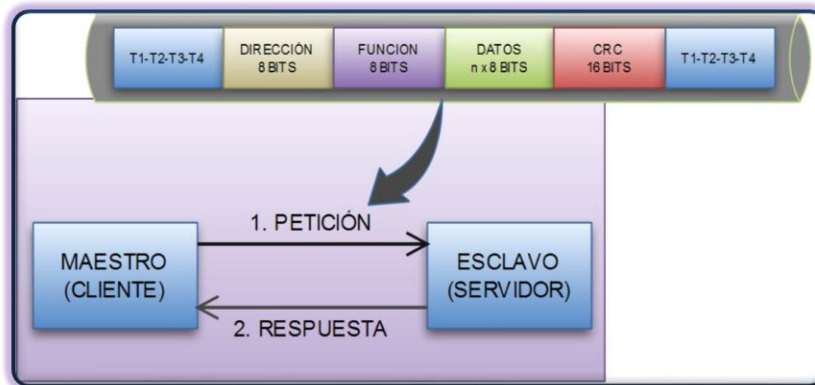 T1-T2-T3-T4
DIRECCIÓN
8 BITS
FUNCION
8 BITS
DATOS
n x 8 BITS
CRC
16 BITS
T1-T2-T3-T4
1. PETICIÓN
MAESTRO
(CLIENTE)
ESCLAVO
(SERVIDOR)
2. RESPUESTA